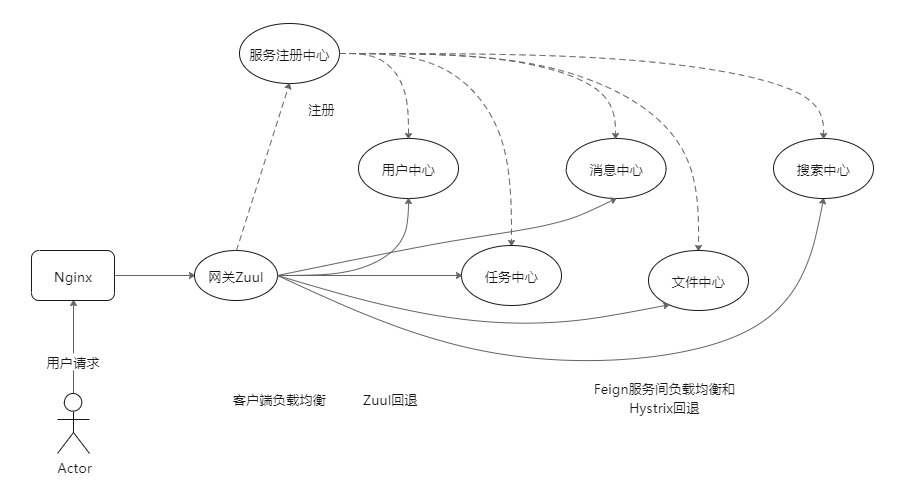 服务注册中心
注册
用户中心
消息中心
搜索中心
Nginx
网关Zuul
任务中心
文件中心
用户请求
客户端负载均衡
Zuul回退
Feign服务间负载均衡和
Hystrix回退
Actor